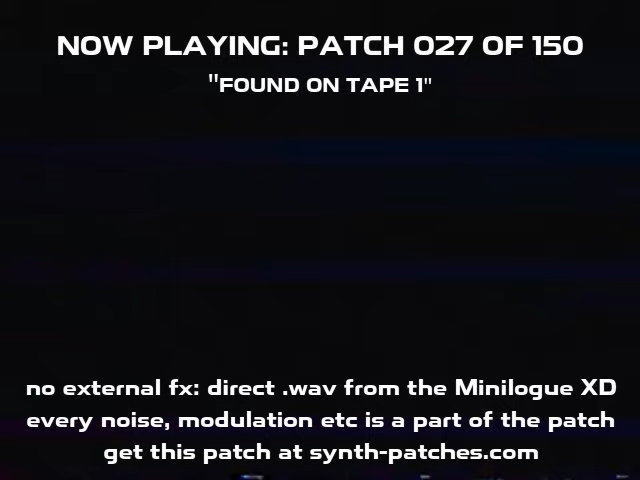 NOW PLAYING: PATCH 027 OF 150
"FOUND ON TAPE 1"
no external fx: direct .wav from the Minilogue XD
every noise, modulation etc is a part of the patch
get this patch at synth-patches.com